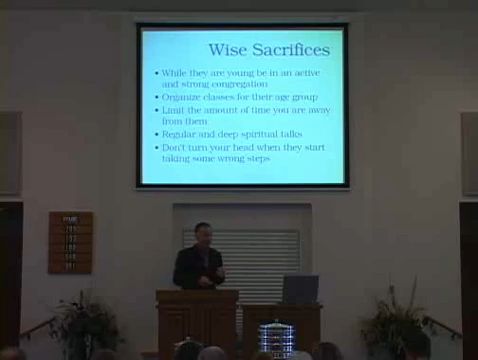 Wise Sacrifices
• While they are young be in an active
and strong congregation
• Organize classes for their age group
• Limit the amount of time you are away
from them
• Regular and deep spiritual talks
• Don't turn your head when they start
taking some wrong steps